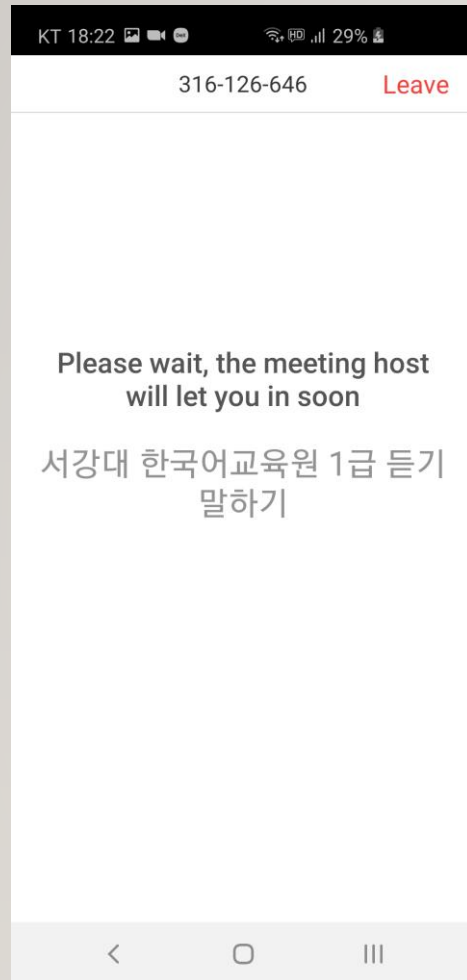 KT 18:22 HD 29%
316-126-646 Leave
Please wait, the meeting host
will let you in soon
서강대 한국어교육원 1급 듣기
말하기